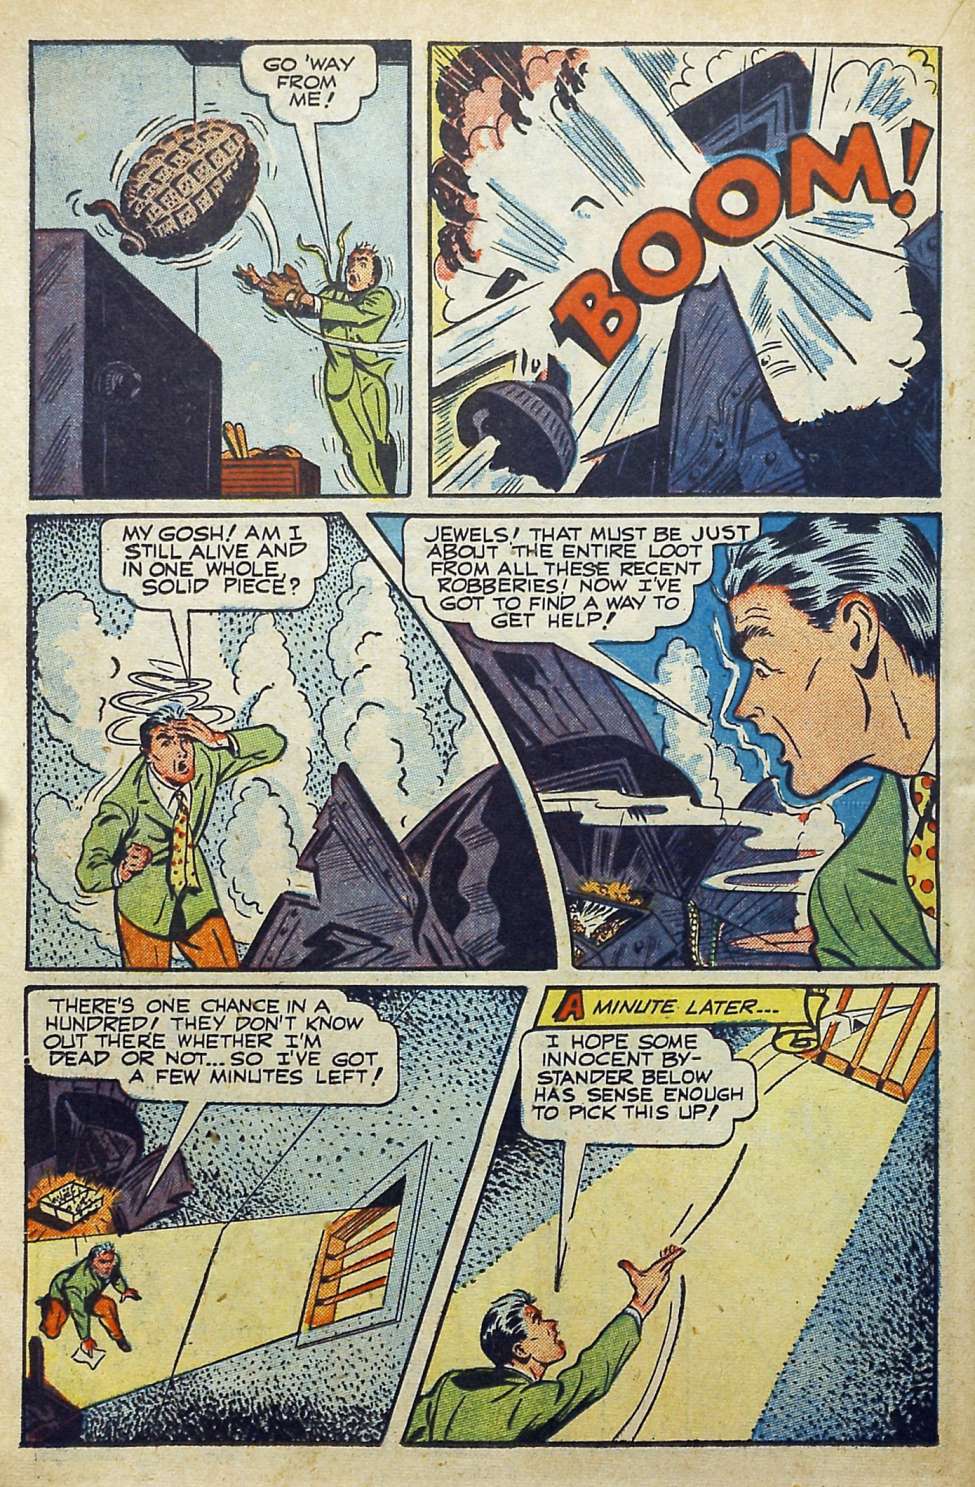 GO 'WAY
FROM
ME!
BOOM!
MY GOSH! AM I
STILL ALIVE AND
IN ONE WHOLE,
SOLID PIECE?
JEWELS! THAT MUST BE JUST
ABOUT THE ENTIRE LOOT
FROM ALL THESE RECENT
ROBBERIES! NOW I'VE
GOT TO FIND A WAY TO
GET HELP!
THERE'S ONE CHANCE IN A
HUNDRED! THEY DON'T KNOW
OUT THERE WHETHER I'M
DEAD OR NOT... SO I'VE GOT
A FEW MINUTES LEFT!
A MINUTE LATER...
I HOPE SOME
INNOCENT BY-
STANDER BELOW
HAS SENSE ENOUGH
TO PICK THIS UP!